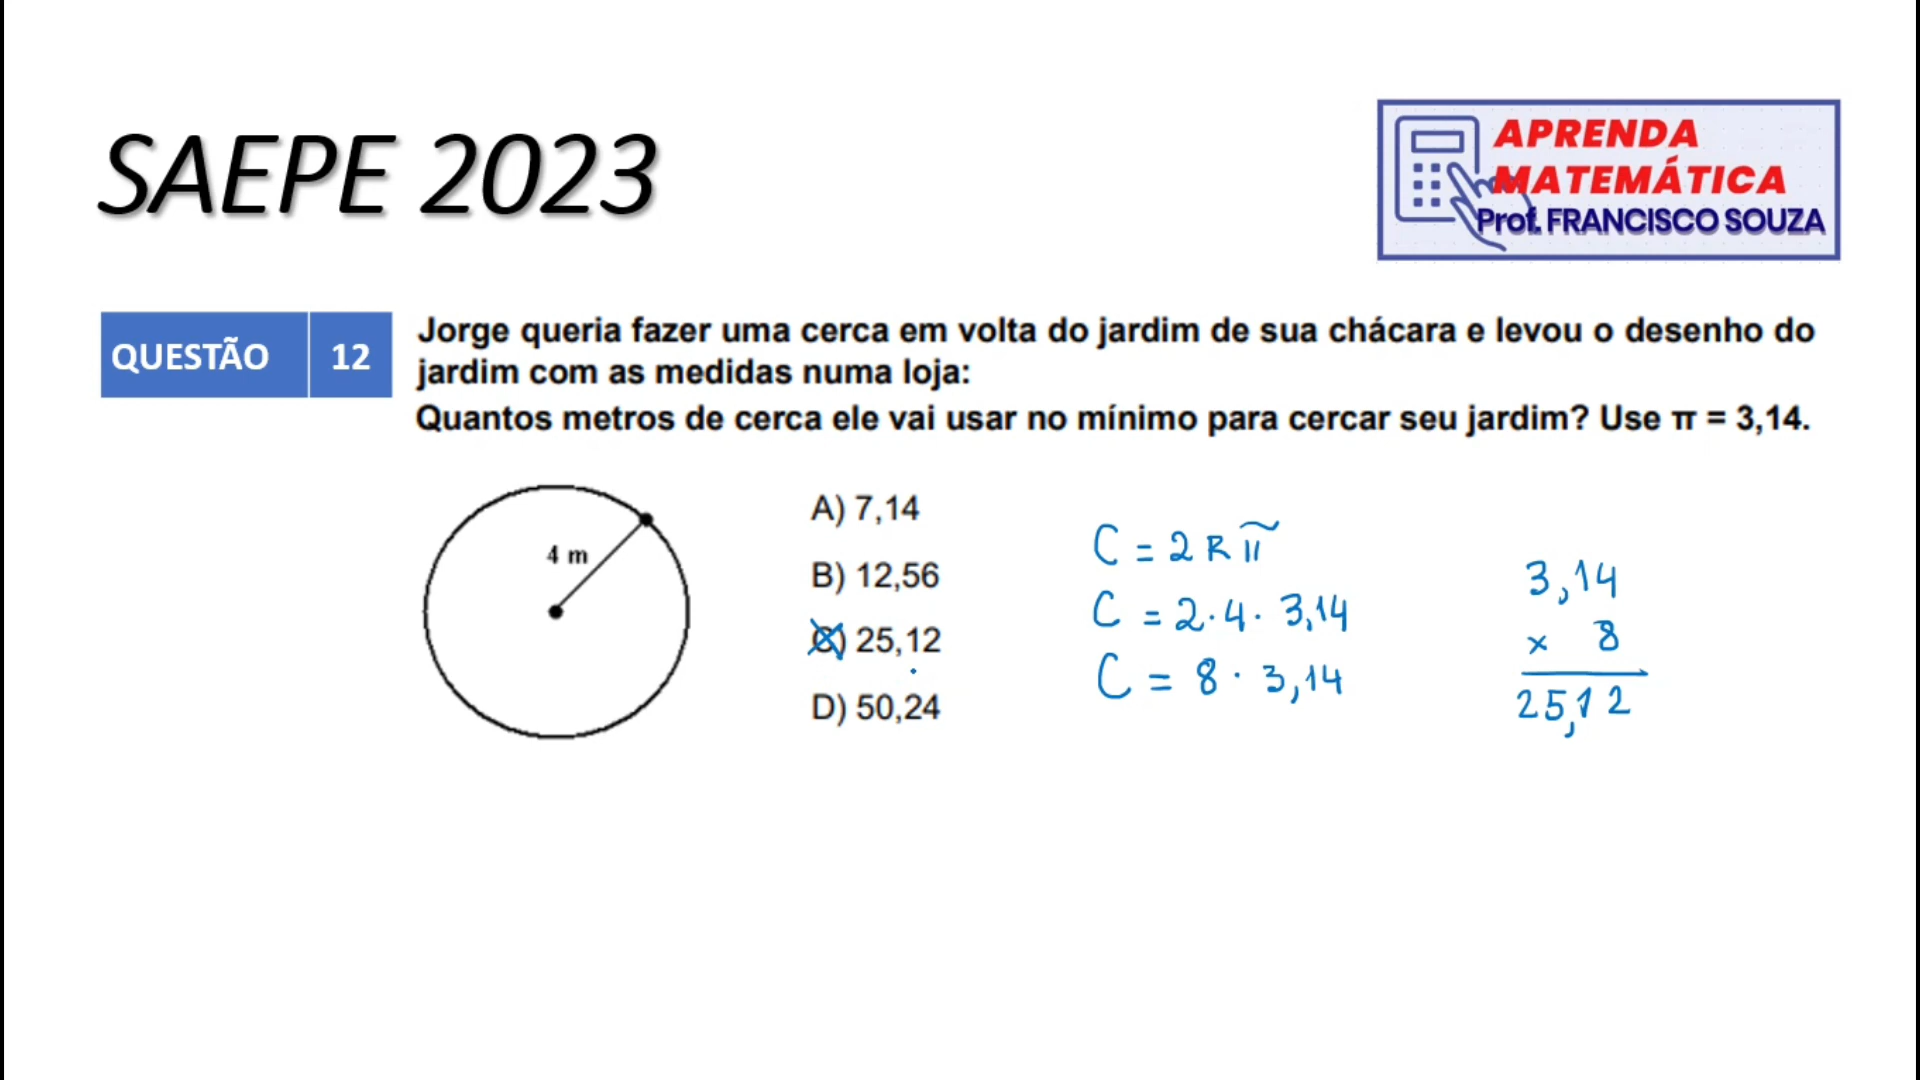 SAEPE 2023
APRENDA
MATEMÁTICA
Prof. FRANCISCO SOUZA
QUESTÃO 12
Jorge queria fazer uma cerca em volta do jardim de sua chácara e levou o desenho do
jardim com as medidas numa loja:
Quantos metros de cerca ele vai usar no mínimo para cercar seu jardim? Use π = 3,14.
4 m
A) 7,14
B) 12,56
C) 25,12
D) 50,24
C = 2 R π
C = 2 · 4 · 3,14
C = 8 · 3,14
3,14
x 8
25,12